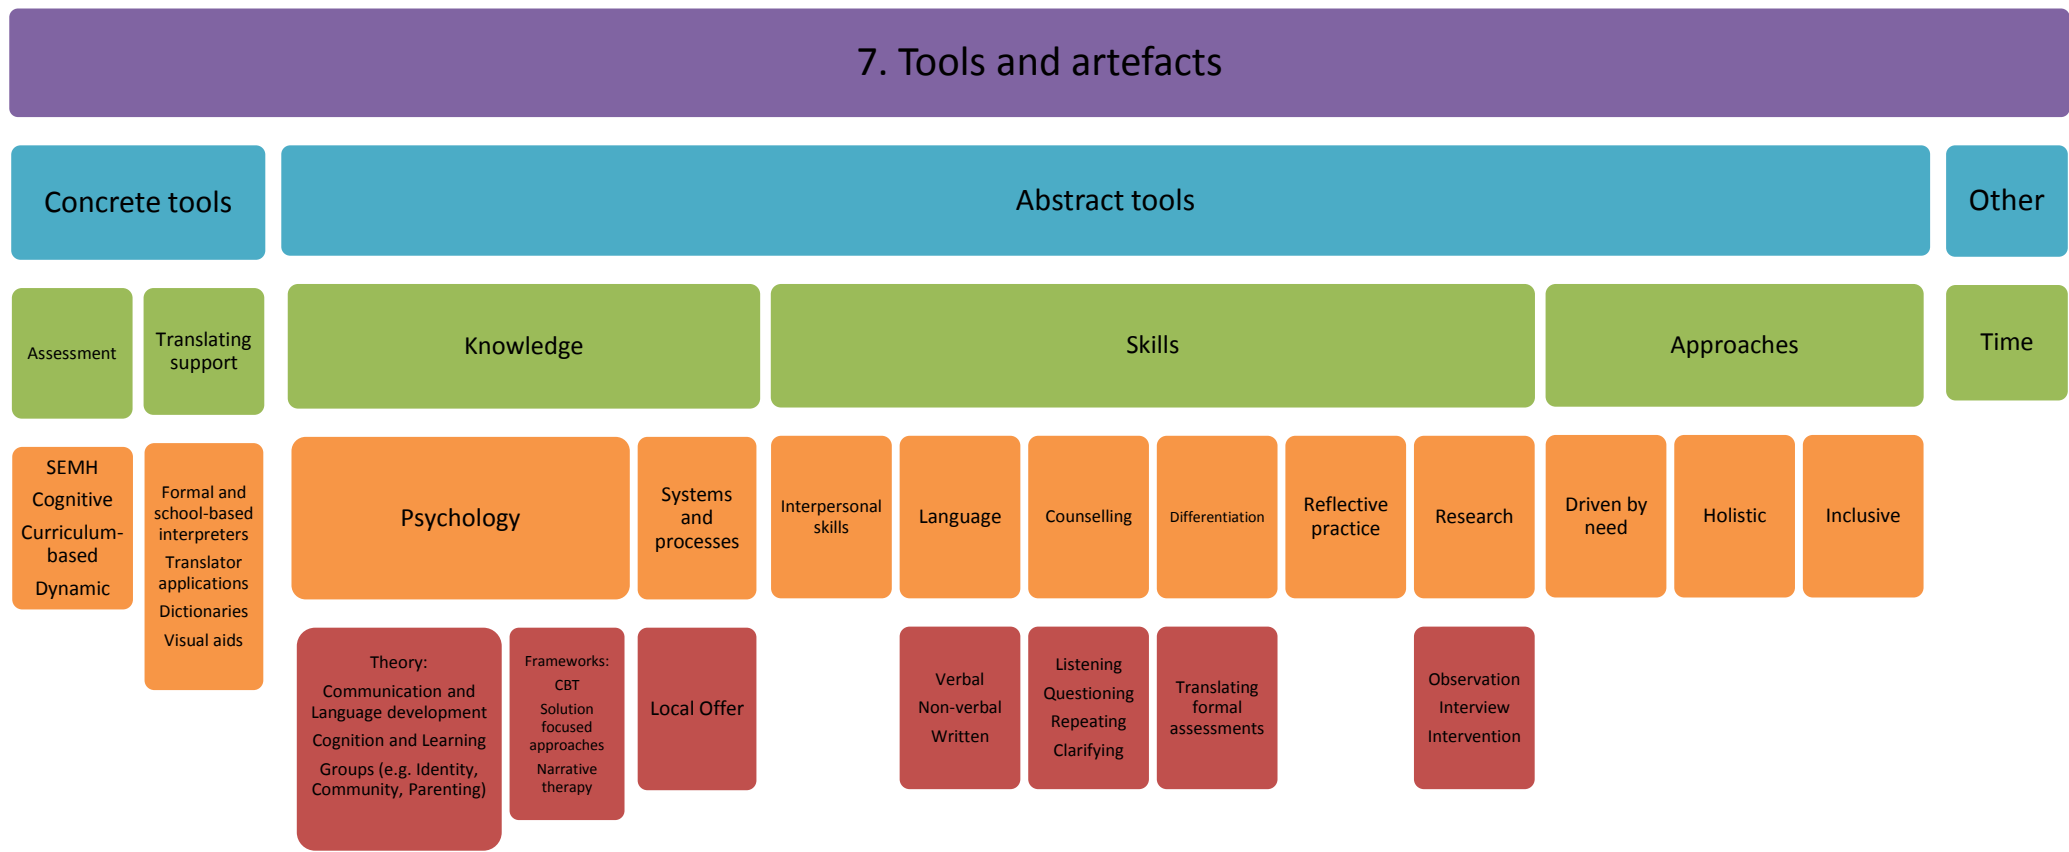 7. Tools and artefacts
Concrete tools
Abstract tools
Other
Assessment
Translating
support
Knowledge
Skills
Approaches
Time
SEMH
Cognitive
Curriculum-
based
Dynamic
Formal and
school-based
interpreters
Translator
applications
Dictionaries
Visual aids
Psychology
Systems
and
processes
Interpersonal
skills
Language
Counselling
Differentiation
Reflective
practice
Research
Driven by
need
Holistic
Inclusive
Theory:
Communication and
Language development
Cognition and Learning
Groups (e.g. Identity,
Community, Parenting)
Frameworks:
CBT
Solution
focused
approaches
Narrative
therapy
Local Offer
Verbal
Non-verbal
Written
Listening
Questioning
Repeating
Clarifying
Translating
formal
assessments
Observation
Interview
Intervention